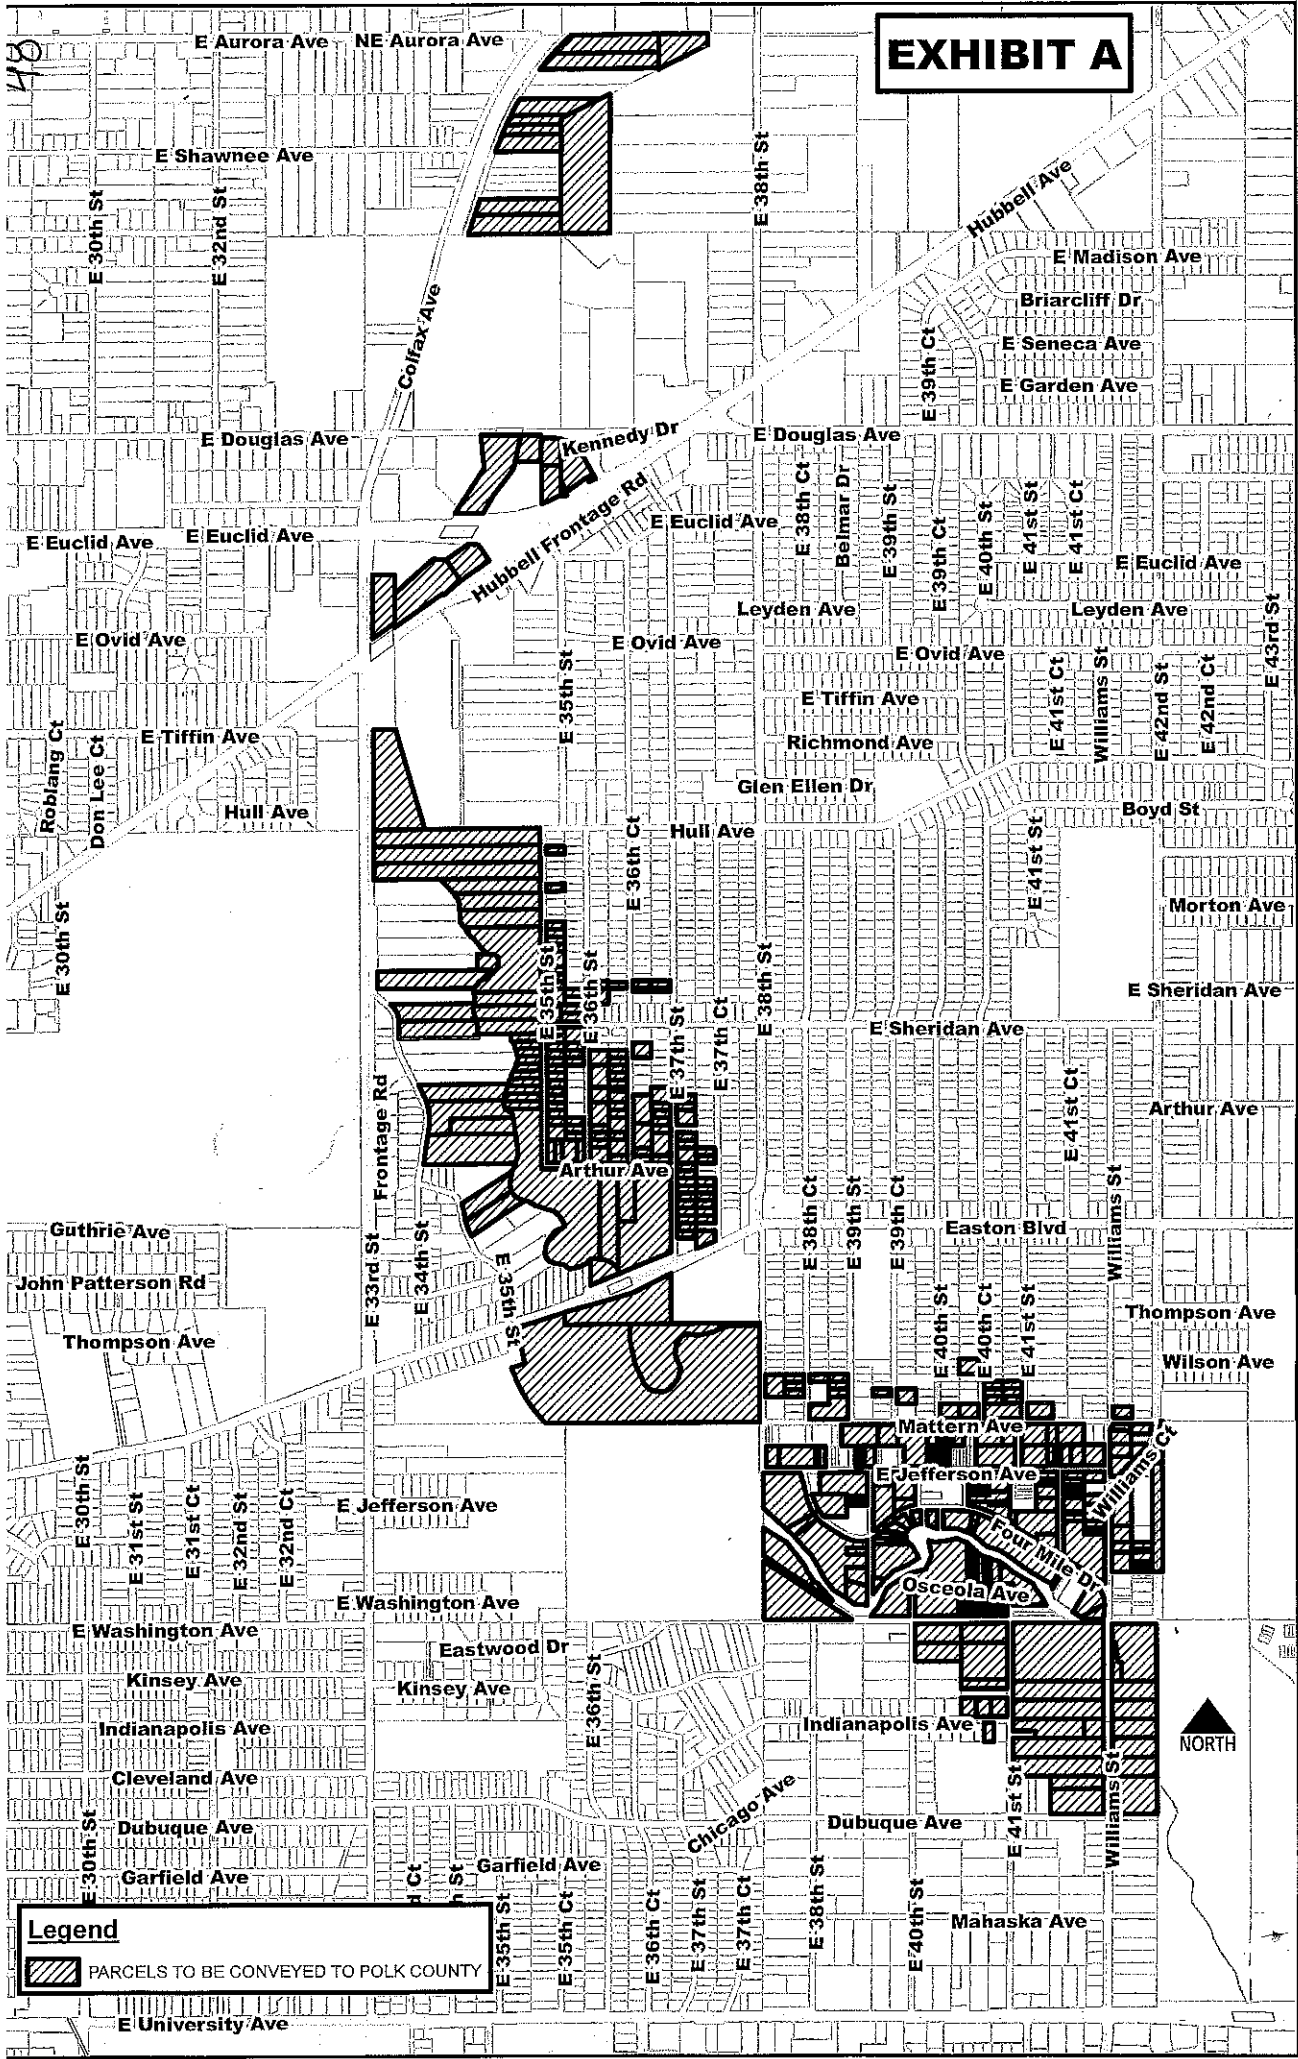 48
EXHIBIT A
E Aurora Ave
NE Aurora Ave
E Shawnee Ave
E 30th St
E 32nd St
E 38th St
Hubbell Ave
E Madison Ave
Briarcliff Dr
E Seneca Ave
E Garden Ave
E 39th Ct
Colfax Ave
E Douglas Ave
Kennedy Dr
E Douglas Ave
Hubbell Frontage Rd
E Euclid Ave
E Euclid Ave
E Euclid Ave
E 38th Ct
Belmar Dr
E 39th St
E 39th Ct
E 40th St
E 41st St
E 41st Ct
E Euclid Ave
Leyden Ave
Leyden Ave
E 43rd St
E Ovid Ave
E Ovid Ave
E Ovid Ave
E 35th St
E Tiffin Ave
E 41st Ct
Williams St
E 42nd St
E 42nd Ct
Roblang Ct
Don Lee Ct
E Tiffin Ave
Richmond Ave
Glen Ellen Dr
Hull Ave
Hull Ave
Boyd St
E 36th Ct
E 41st St
Morton Ave
E 30th St
E 35th St
E 36th St
E 38th St
E Sheridan Ave
E Sheridan Ave
E 37th St
E 37th Ct
Frontage Rd
E 41st Ct
Arthur Ave
Arthur Ave
Guthrie Ave
E 33rd St
E 34th St
E 35th St
E 38th Ct
E 39th St
E 39th Ct
Easton Blvd
Williams St
John Patterson Rd
Thompson Ave
E 40th St
E 40th Ct
E 41st St
Thompson Ave
Wilson Ave
Mattern Ave
E Jefferson Ave
Williams Ct
E 30th St
E 31st St
E 31st Ct
E 32nd St
E 32nd Ct
E Jefferson Ave
Four Mile Dr
Osceola Ave
E Washington Ave
E Washington Ave
Eastwood Dr
Kinsey Ave
Kinsey Ave
E 36th St
Indianapolis Ave
Indianapolis Ave
NORTH
Cleveland Ave
Chicago Ave
E 41st St
Williams St
E 30th St
Dubuque Ave
Dubuque Ave
Garfield Ave
Garfield Ave
d Ct
h St
E 35th St
E 35th Ct
E 36th Ct
E 37th St
E 37th Ct
E 38th St
E 40th St
Mahaska Ave
Legend
PARCELS TO BE CONVEYED TO POLK COUNTY
E University Ave